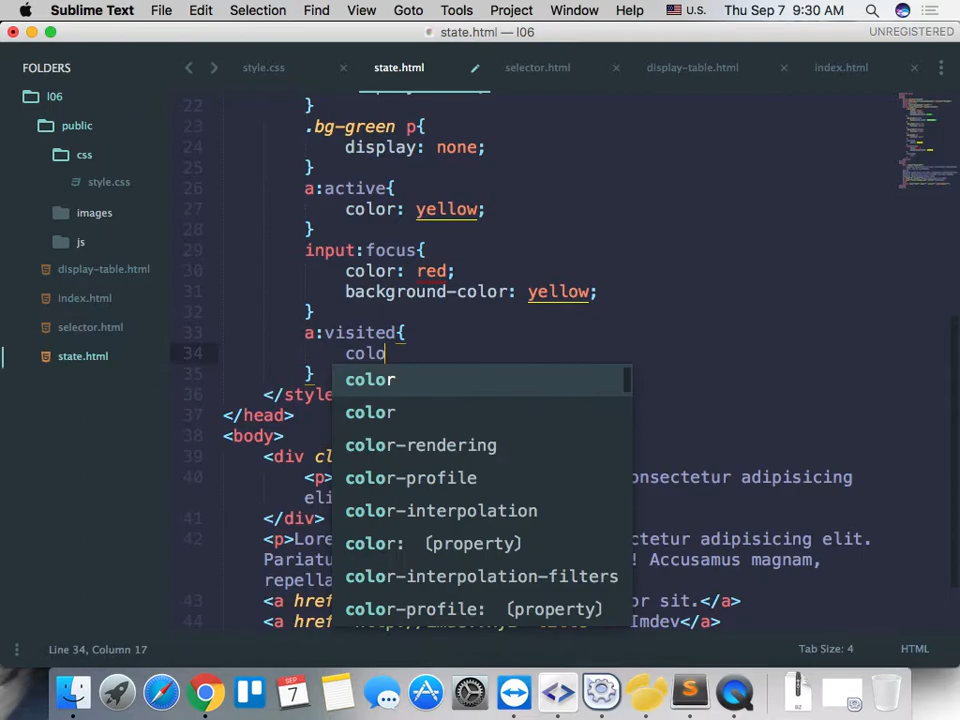 Sublime Text File Edit Selection Find View Goto Tools Project Window Help U.S. Thu Sep 7 9:30 AM
state.html — l06 UNREGISTERED
FOLDERS
l06
public
css
style.css
images
js
display-table.html
index.html
selector.html
state.html
style.css state.html selector.html display-table.html index.html
22 }
23 .bg-green p{
24 display: none;
25 }
26 a:active{
27 color: yellow;
28 }
29 input:focus{
30 color: red;
31 background-color: yellow;
32 }
33 a:visited{
34 colo
35 }
36 </style
37 </head>
38 <body>
39 <div cl
40 <p> onsectetur adipisicing
eli
41 </div>
42 <p>Lore ctetur adipisicing elit.
Pariatu ! Accusamus magnam,
repella
43 <a href or sit.</a>
44 <a href Imdev</a>
color
color
color-rendering
color-profile
color-interpolation
color: (property)
color-interpolation-filters
color-profile: (property)
Line 34, Column 17 Tab Size: 4 HTML
SEP
7